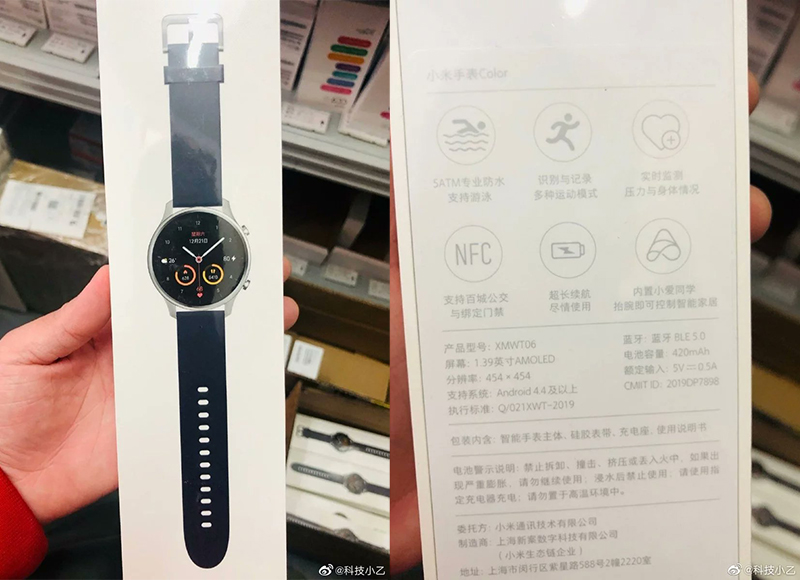 星期六
12月21日
26°
80
628
6415
@科技小乙
小米手表Color
5ATM专业防水
支持游泳
识别与记录
多种运动模式
实时监测
压力与身体情况
NFC
支持百城公交
与绑定门禁
超长续航
尽情使用
内置小爱同学
抬腕即可控制智能家居
产品型号: XMWT06
屏幕: 1.39英寸AMOLED
分辨率: 454 × 454
支持系统: Android 4.4及以上
执行标准: Q/021XWT-2019
蓝牙: 蓝牙 BLE 5.0
电池容量: 420mAh
额定输入: 5V⎓0.5A
CMIIT ID: 2019DP7898
包装内含: 智能手表主体、硅胶表带、充电座、使用说明书
电池警示说明: 禁止拆卸、撞击、挤压或丢入火中, 如果出
现严重膨胀, 请勿继续使用, 浸水后禁止使用, 请使用指
定充电器充电; 请勿置于高温环境中。
委托方: 小米通讯技术有限公司
制造商: 上海新案数字科技有限公司
(小米生态链企业)
地址: 上海市闵行区紫星路588号2幢2220室
@科技小乙